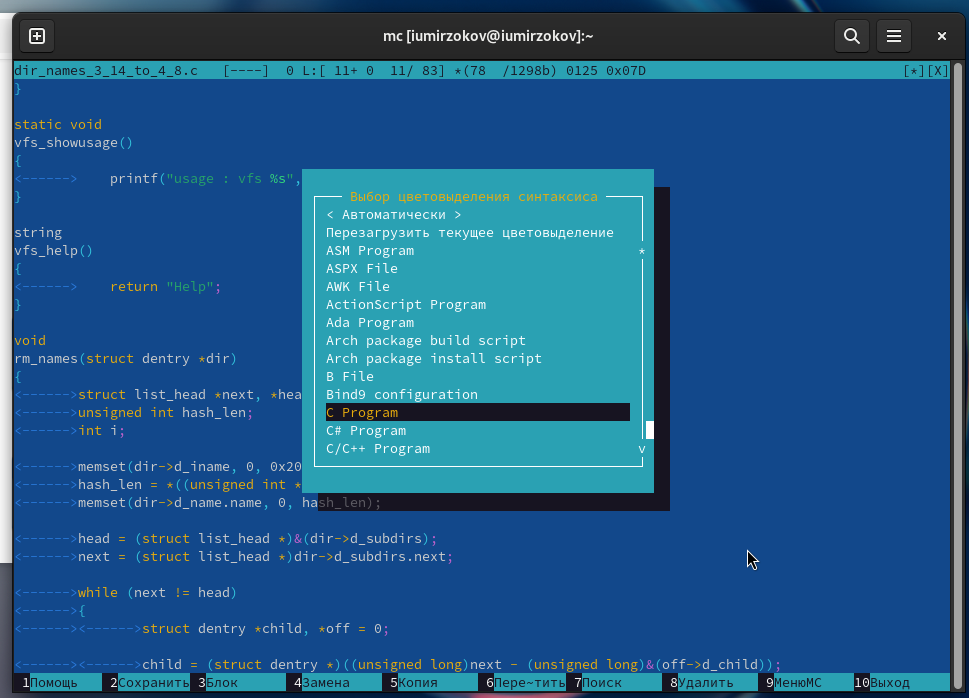 mc [iumirzokov@iumirzokov]:~
dir_names_3_14_to_4_8.c   [----]  0 L:[ 11+ 0  11/ 83] *(78  /1298b) 0125 0x07D                                [*][X]
}
static void
vfs_showusage()
{
<------>    printf("usage : vfs %s",
}
string
vfs_help()
{
<------>    return "Help";
}
void
rm_names(struct dentry *dir)
{
<------>struct list_head *next, *hea
<------>unsigned int hash_len;
<------>int i;
<------>memset(dir->d_iname, 0, 0x20
<------>hash_len = *((unsigned int *
<------>memset(dir->d_name.name, 0, hash_len);
<------>head = (struct list_head *)&(dir->d_subdirs);
<------>next = (struct list_head *)dir->d_subdirs.next;
<------>while (next != head)
<------>{
<------><------>struct dentry *child, *off = 0;
<------><------>child = (struct dentry *)((unsigned long)next - (unsigned long)&(off->d_child));
Выбор цветовыделения синтаксиса
< Автоматически >
Перезагрузить текущее цветовыделение
ASM Program *
ASPX File
AWK File
ActionScript Program
Ada Program
Arch package build script
Arch package install script
B File
Bind9 configuration
C Program
C# Program
C/C++ Program v
1Помощь 2Сохранить 3Блок 4Замена 5Копия 6Пере~тить 7Поиск 8Удалить 9МенюMC 10Выход